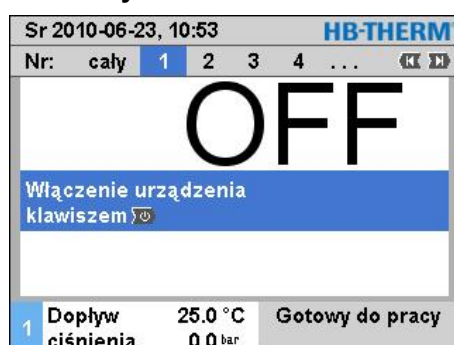 Sr 2010-06-23, 10:53 HB-THERM
Nr: cały 1 2 3 4 ...
OFF
Włączenie urządzenia
klawiszem
1 Dopływ 25.0 °C Gotowy do pracy
ciśnienia 0.0 bar